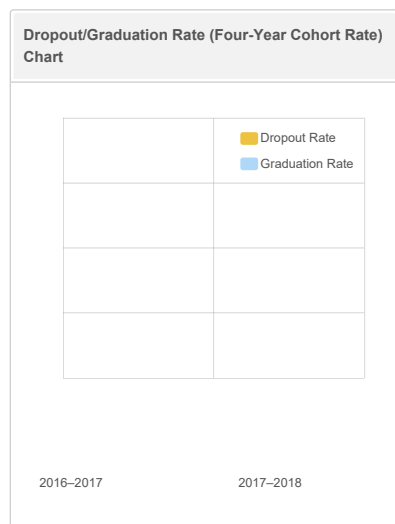 Dropout/Graduation Rate (Four-Year Cohort Rate)
Chart
Dropout Rate
Graduation Rate
2016–2017
2017–2018